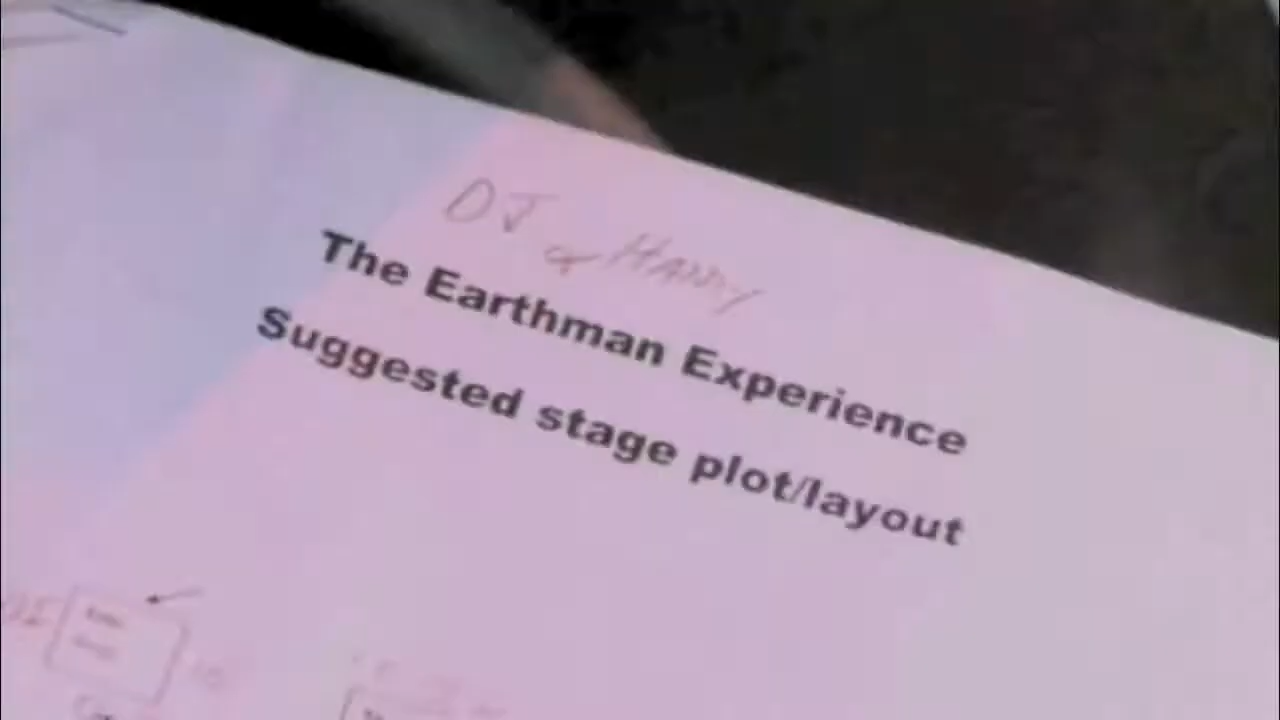 DJ & HARRY
The Earthman Experience
Suggested stage plot/layout